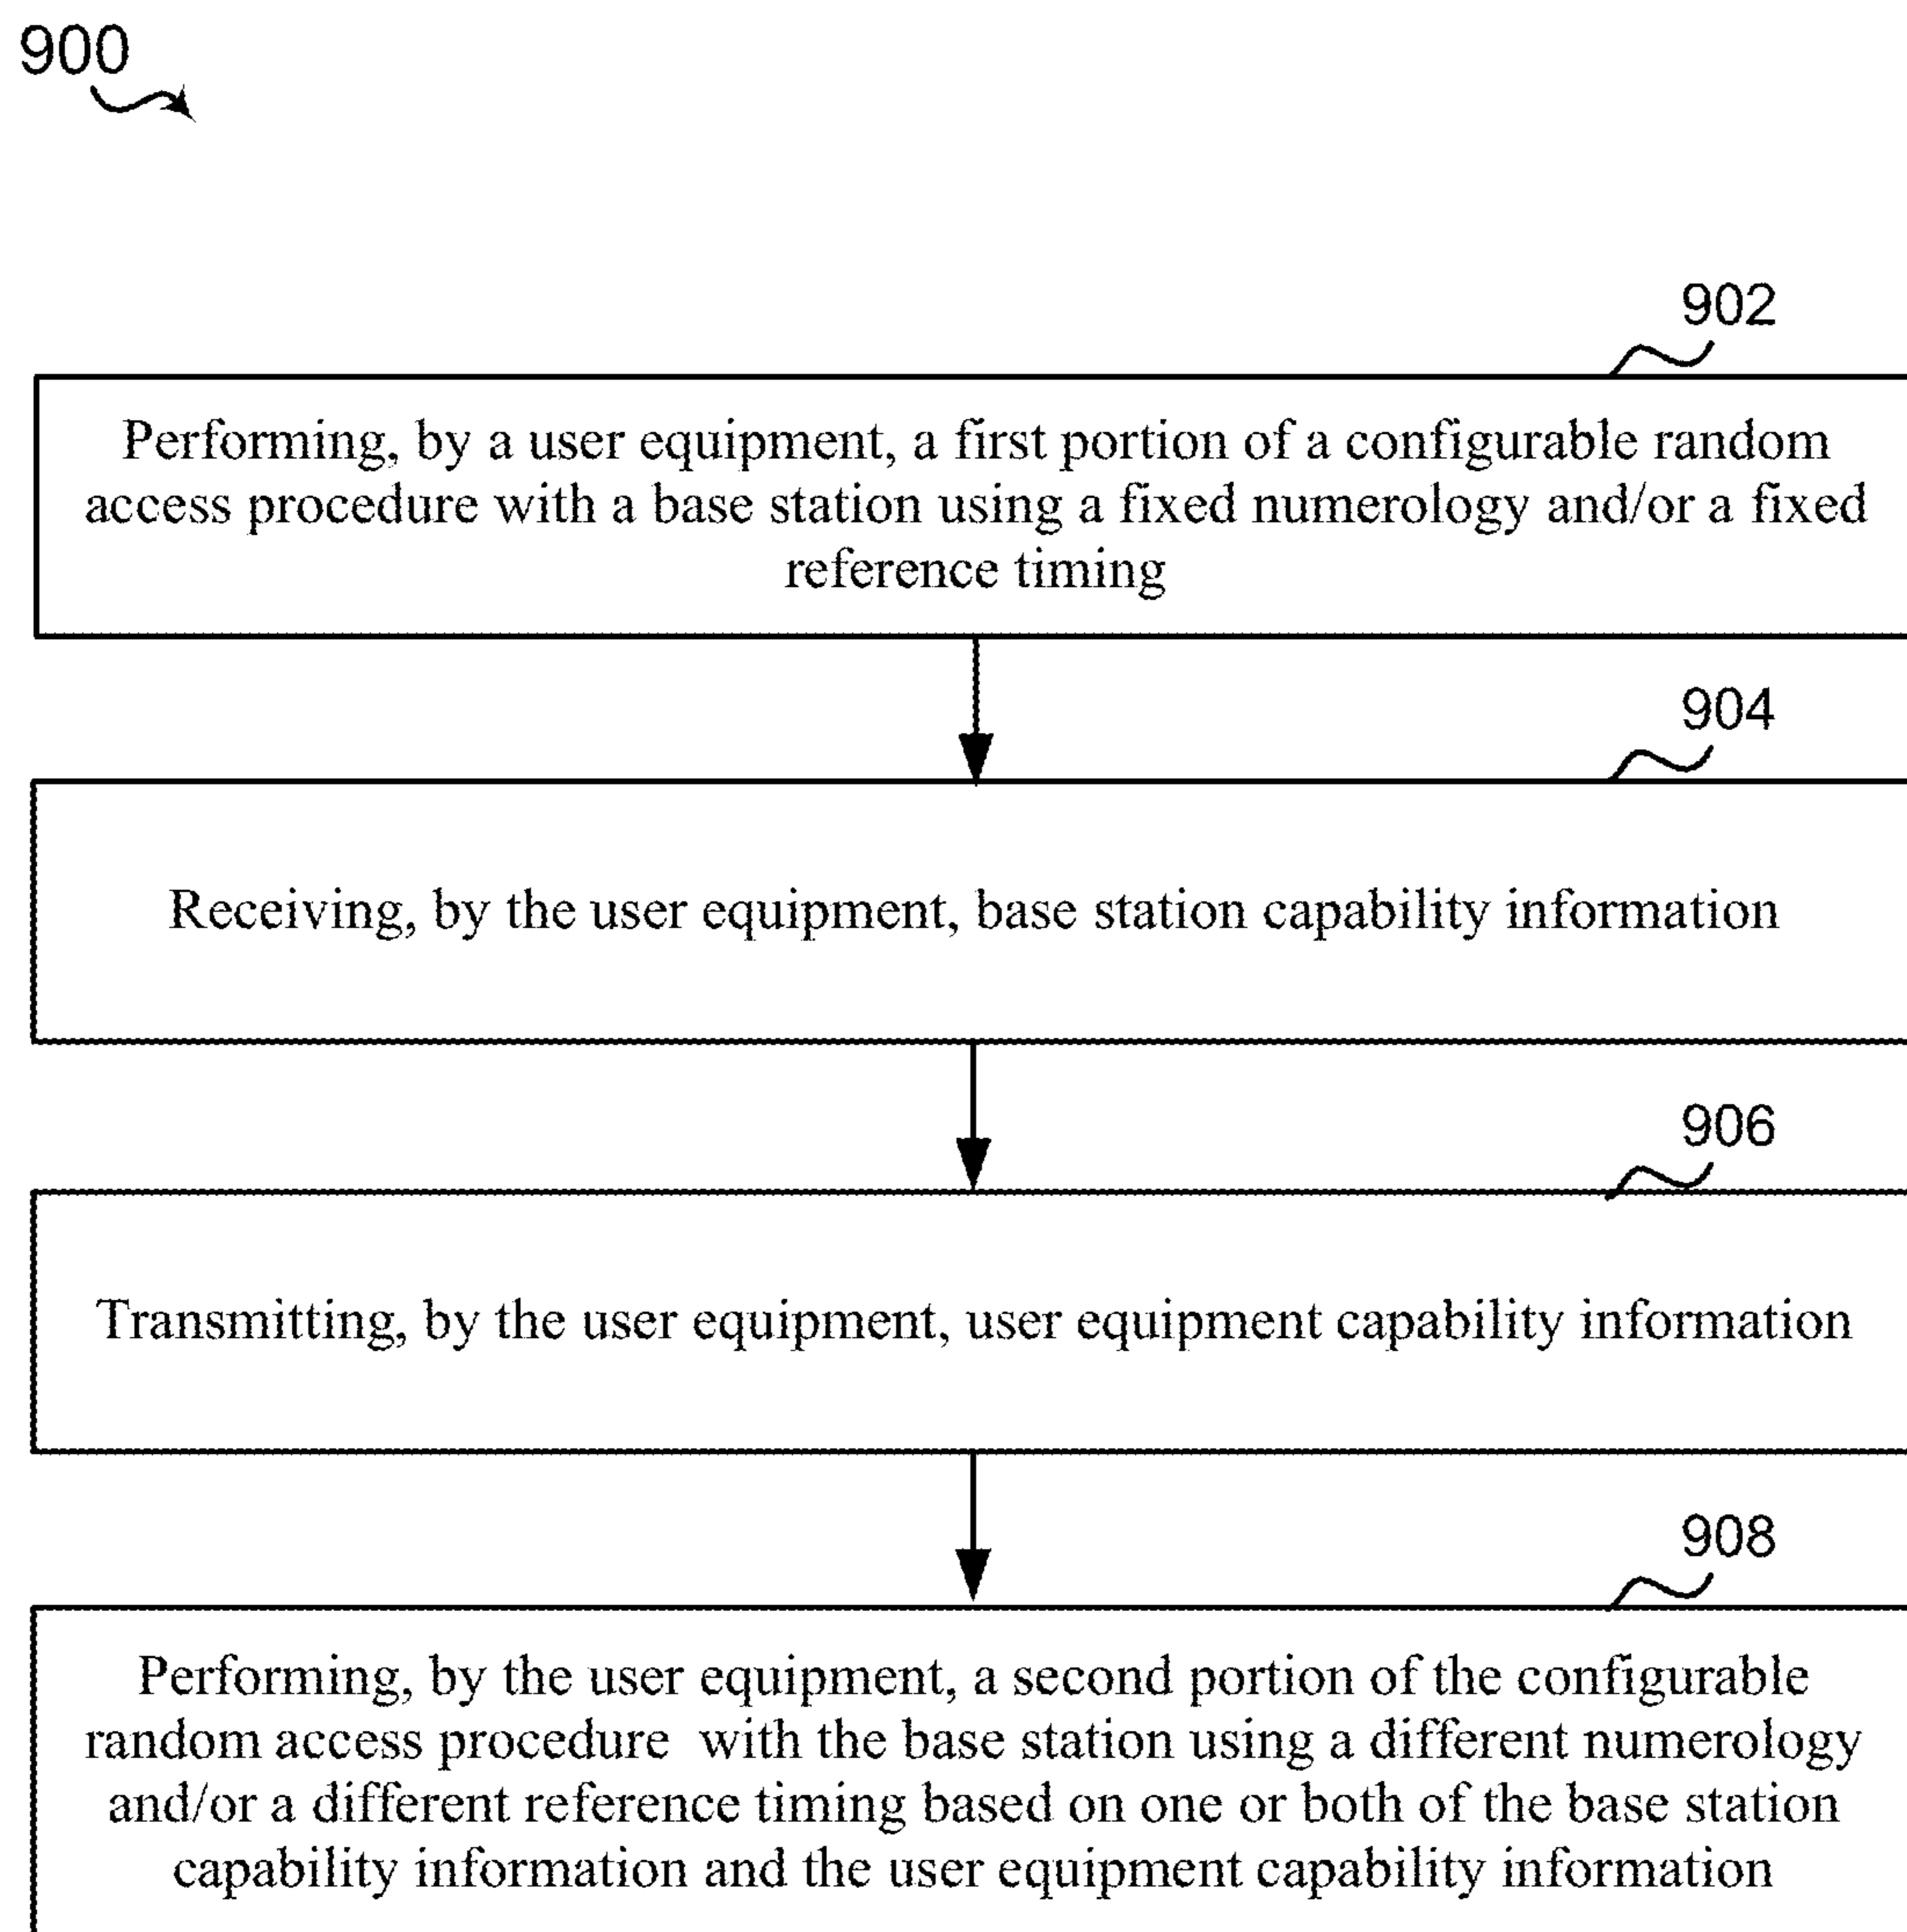 900
902
Performing, by a user equipment, a first portion of a configurable random
access procedure with a base station using a fixed numerology and/or a fixed
reference timing
904
Receiving, by the user equipment, base station capability information
906
Transmitting, by the user equipment, user equipment capability information
908
Performing, by the user equipment, a second portion of the configurable
random access procedure with the base station using a different numerology
and/or a different reference timing based on one or both of the base station
capability information and the user equipment capability information